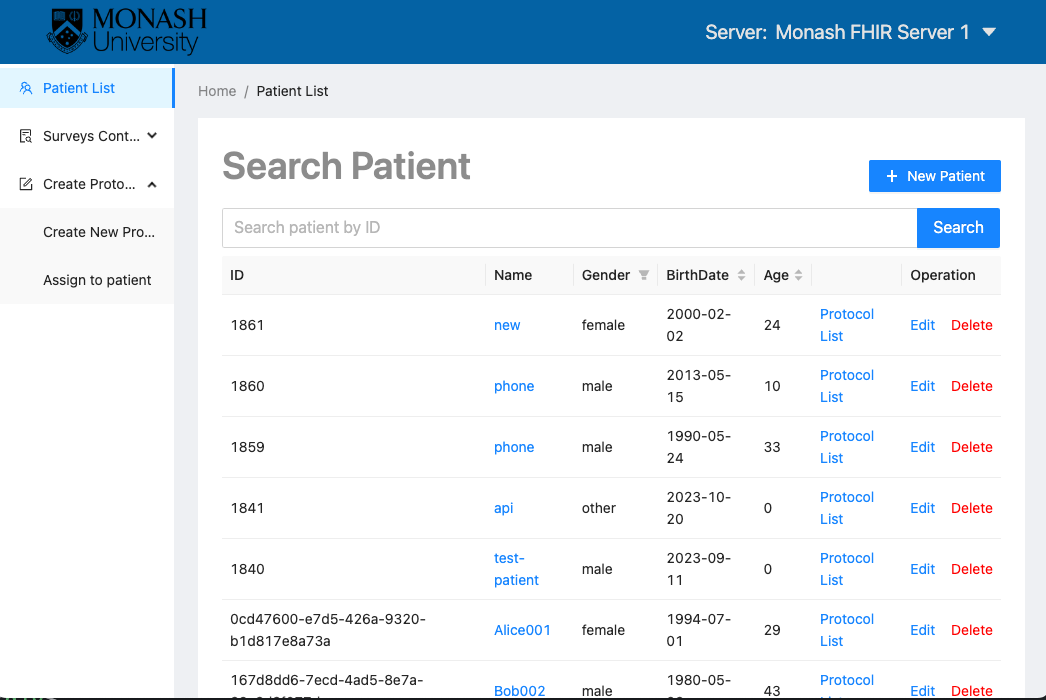 MONASH
University
Server: Monash FHIR Server 1
Patient List
Home / Patient List
Surveys Cont...
Create Proto...
Create New Pro...
Assign to patient
Search Patient
+ New Patient
Search patient by ID
Search
ID Name Gender BirthDate Age Operation
1861 new female 2000-02-02 24 Protocol List Edit Delete
1860 phone male 2013-05-15 10 Protocol List Edit Delete
1859 phone male 1990-05-24 33 Protocol List Edit Delete
1841 api other 2023-10-20 0 Protocol List Edit Delete
1840 test-patient male 2023-09-11 0 Protocol List Edit Delete
0cd47600-e7d5-426a-9320-b1d817e8a73a Alice001 female 1994-07-01 29 Protocol List Edit Delete
167d8dd6-7ecd-4ad5-8e7a- Bob002 male 1980-05- 43 Protocol Edit Delete